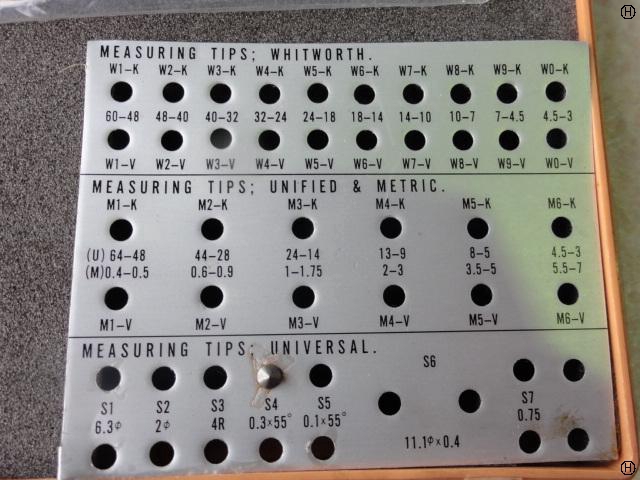 MEASURING TIPS; WHITWORTH.
W1-K W2-K W3-K W4-K W5-K W6-K W7-K W8-K W9-K W0-K
60-48 48-40 40-32 32-24 24-18 18-14 14-10 10-7 7-4.5 4.5-3
W1-V W2-V W3-V W4-V W5-V W6-V W7-V W8-V W9-V W0-V
MEASURING TIPS; UNIFIED & METRIC.
M1-K M2-K M3-K M4-K M5-K M6-K
(U) 64-48 44-28 24-14 13-9 8-5 4.5-3
(M) 0.4-0.5 0.6-0.9 1-1.75 2-3 3.5-5 5.5-7
M1-V M2-V M3-V M4-V M5-V M6-V
MEASURING TIPS; UNIVERSAL.
S6
S1 S2 S3 S4 S5 S7
6.3φ 2φ 4R 0.3×55° 0.1×55° 0.75
11.1φ×0.4
H
H